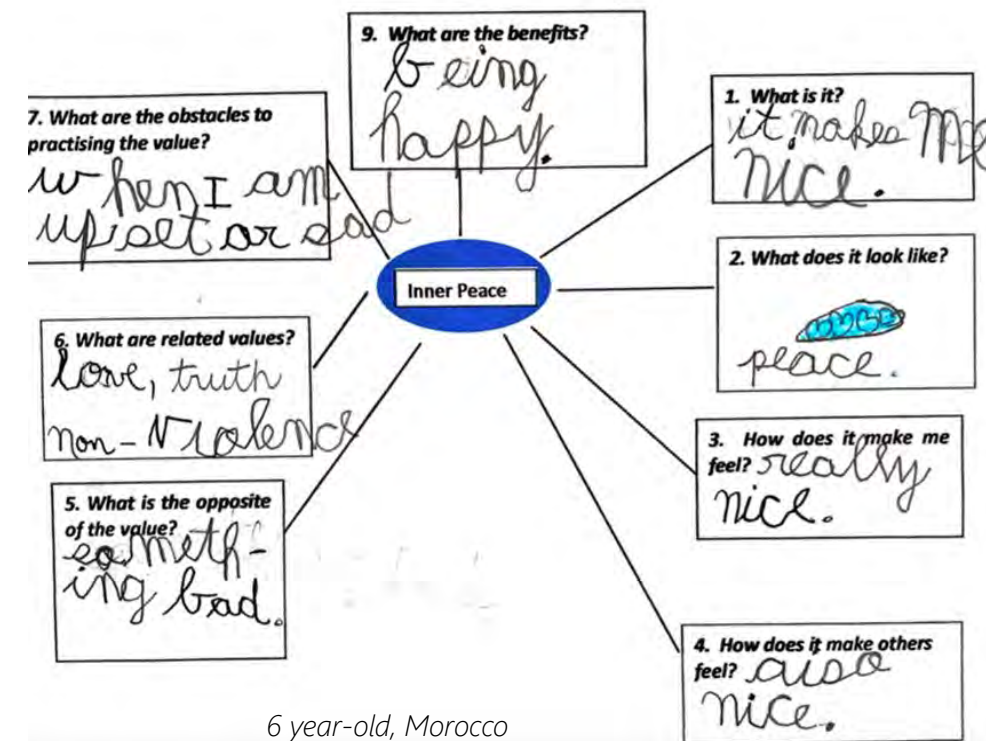 9. What are the benefits?
being
happy.
7. What are the obstacles to
practising the value?
when I am
upset or sad
1. What is it?
it makes me
nice.
Inner Peace
2. What does it look like?
peace.
6. What are related values?
love, truth
non-violence
3. How does it make me
feel? really
nice.
5. What is the opposite
of the value?
someth-
ing bad.
4. How does it make others
feel? also
nice.
6 year-old, Morocco